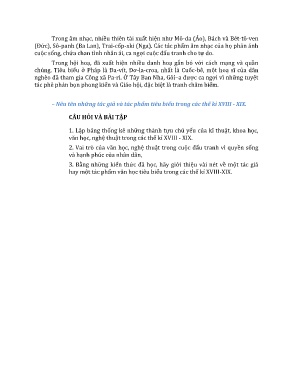 Trong âm nhạc, nhiều thiên tài xuất hiện như Mô-da (Áo), Bách và Bét-tô-ven
(Đức), Sô-panh (Ba Lan), Trai-cốp-xki (Nga). Các tác phẩm âm nhạc của họ phản ánh
cuộc sống, chứa chan tình nhân ái, ca ngợi cuộc đấu tranh cho tự do.
Trong hội hoạ, đã xuất hiện nhiều danh hoạ gắn bó với cách mạng và quần
chúng. Tiêu biểu ở Pháp là Đa-vít, Đơ-la-croa, nhất là Cuốc-bê, một hoạ sĩ của dân
nghèo đã tham gia Công xã Pa-ri. Ở Tây Ban Nha, Gôi-a được ca ngợi vì những tuyệt
tác phê phán bọn phong kiến và Giáo hội, đặc biệt là tranh châm biếm.
– Nêu tên những tác giả và tác phẩm tiêu biểu trong các thế kỉ XVIII - XIX.
CÂU HỎI VÀ BÀI TẬP
1. Lập bảng thống kê những thành tựu chủ yếu của kĩ thuật, khoa học,
văn học, nghệ thuật trong các thế kỉ XVIII - XIX.
2. Vai trò của văn học, nghệ thuật trong cuộc đấu tranh vì quyền sống
và hạnh phúc của nhân dân,
3. Bằng những kiến thức đã học, hãy giới thiệu vài nét về một tác giả
hay một tác phẩm văn học tiêu biểu trong các thế kỉ XVIII-XIX.